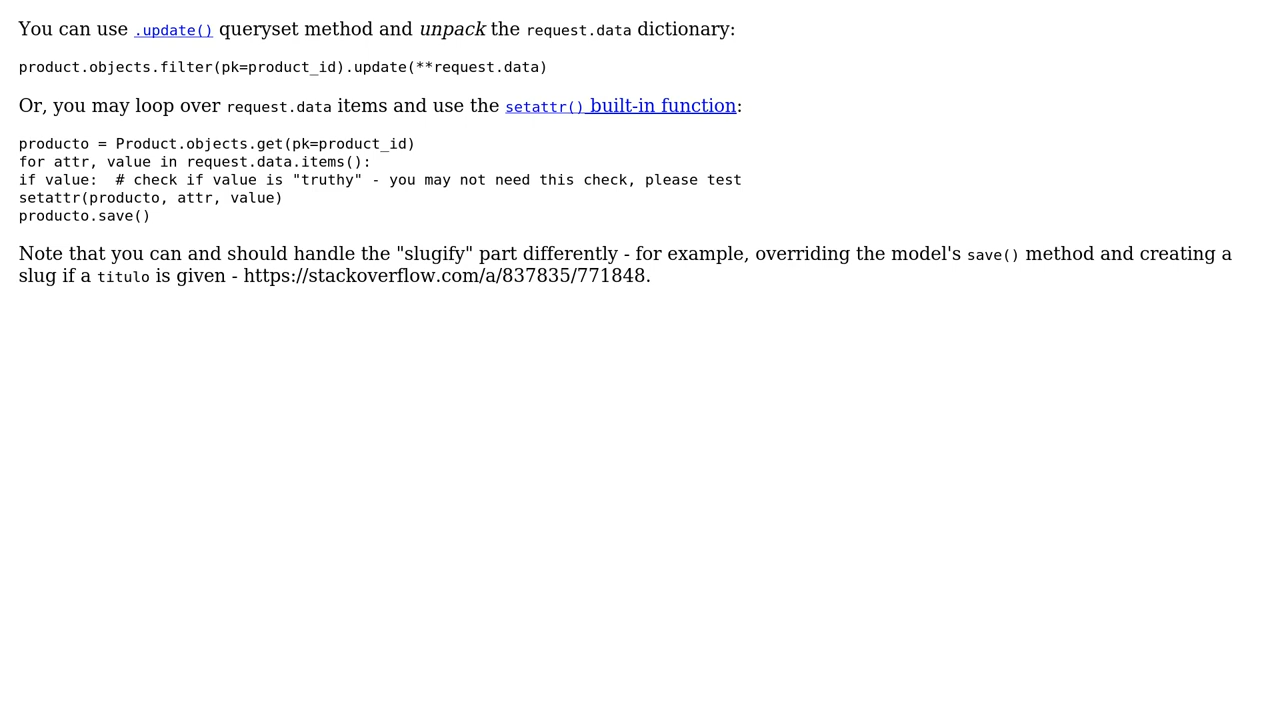 You can use .update() queryset method and unpack the request.data dictionary:
product.objects.filter(pk=product_id).update(**request.data)
Or, you may loop over request.data items and use the setattr() built-in function:
producto = Product.objects.get(pk=product_id)
for attr, value in request.data.items():
if value:  # check if value is "truthy" - you may not need this check, please test
setattr(producto, attr, value)
producto.save()
Note that you can and should handle the "slugify" part differently - for example, overriding the model's save() method and creating a
slug if a titulo is given - https://stackoverflow.com/a/837835/771848.